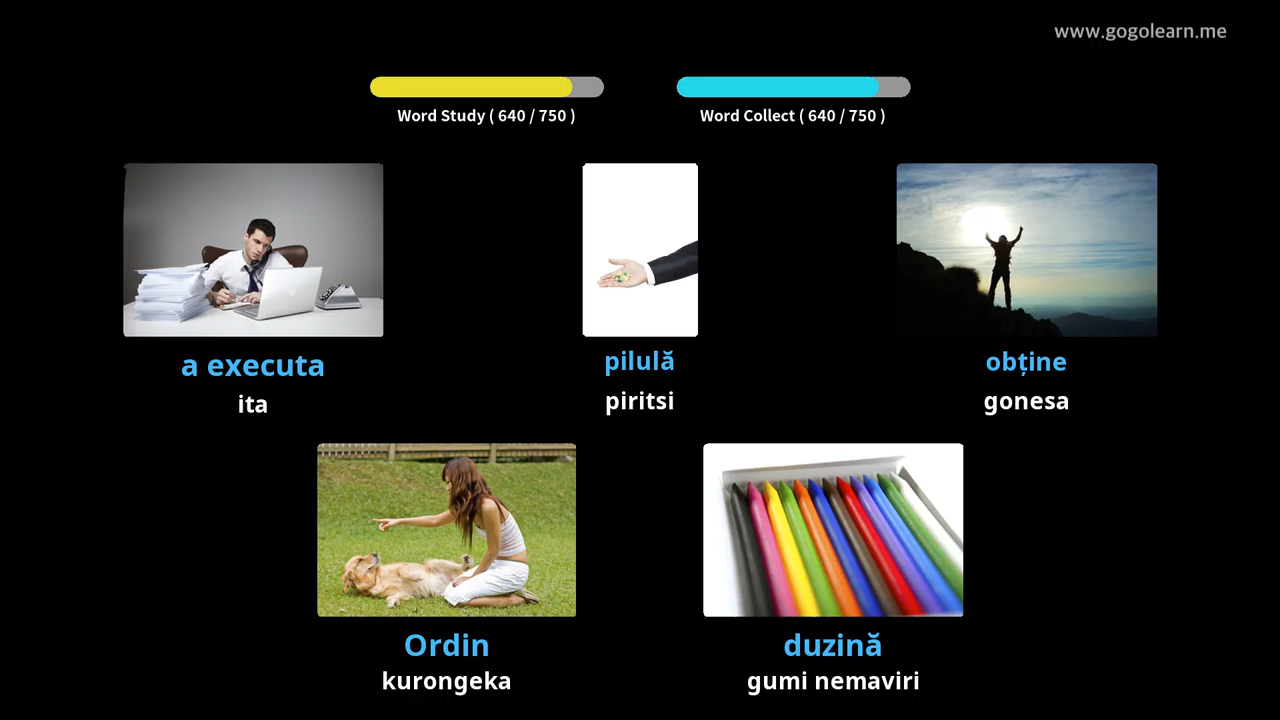 www.gogolearn.me
Word Study ( 640 / 750 )
Word Collect ( 640 / 750 )
a executa
ita
pilulă
piritsi
obține
gonesa
Ordin
kurongeka
duzină
gumi nemaviri